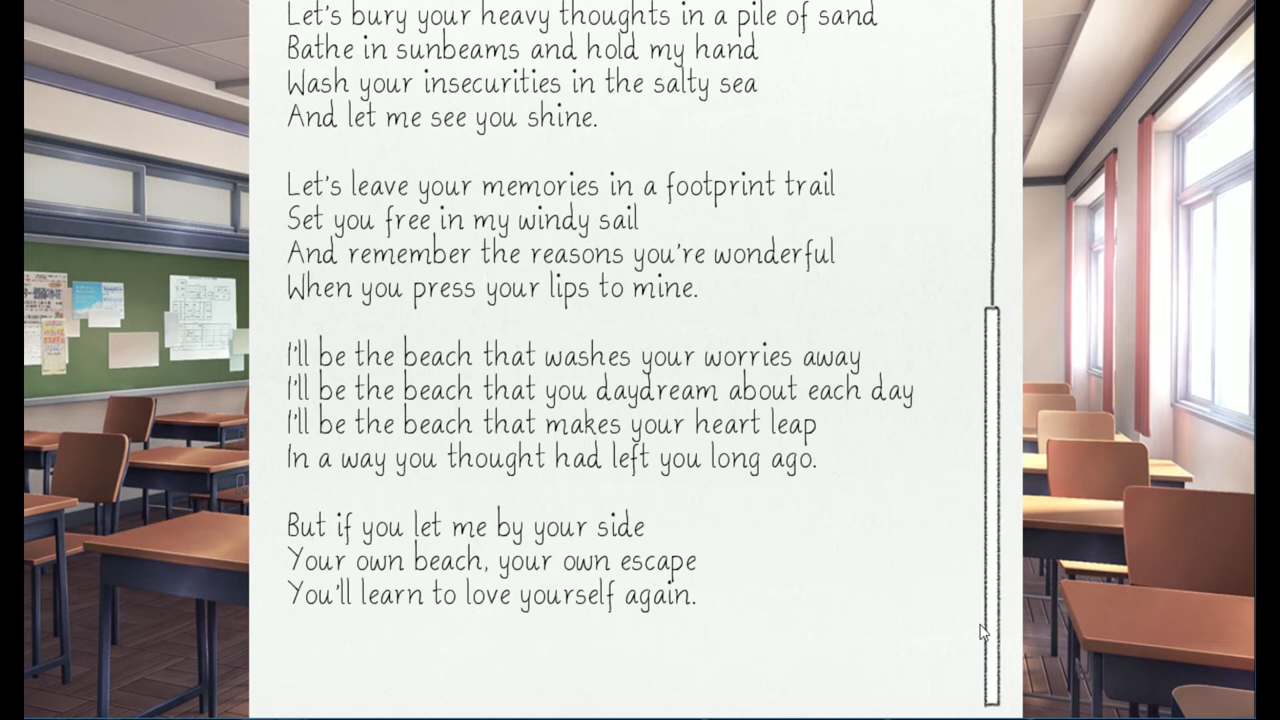 Let's bury your heavy thoughts in a pile of sand
Bathe in sunbeams and hold my hand
Wash your insecurities in the salty sea
And let me see you shine.
Let's leave your memories in a footprint trail
Set you free in my windy sail
And remember the reasons you're wonderful
When you press your lips to mine.
I'll be the beach that washes your worries away
I'll be the beach that you daydream about each day
I'll be the beach that makes your heart leap
In a way you thought had left you long ago.
But if you let me by your side
Your own beach, your own escape
You'll learn to love yourself again.